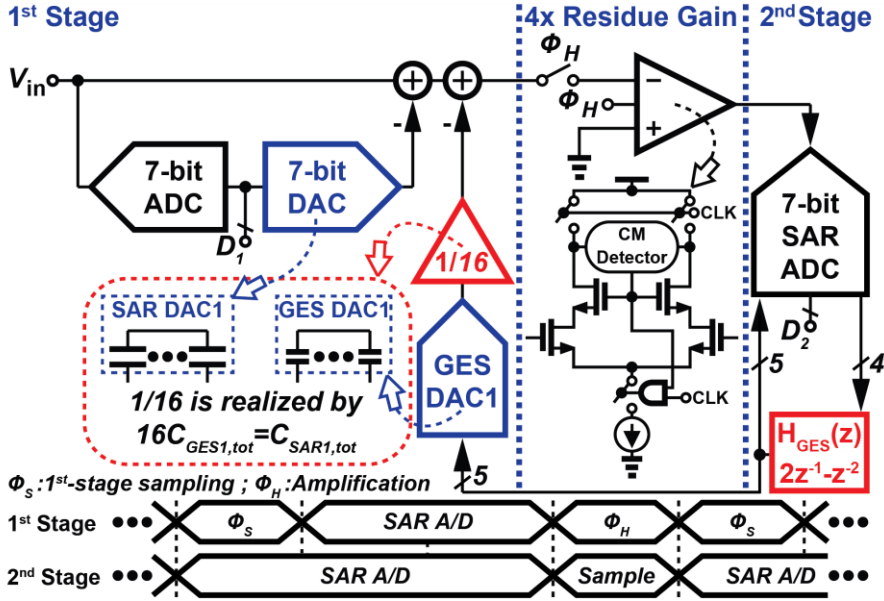 1st Stage
4x Residue Gain
2nd Stage
ΦH
Vin
+
+
-
-
ΦH
−
+
7-bit
ADC
7-bit
DAC
D1
1/16
CLK
CM
Detector
7-bit
SAR
ADC
D2
SAR DAC1
GES DAC1
1/16 is realized by
16CGES1,tot=CSAR1,tot
GES
DAC1
CLK
5
4
HGES(z)
2z-1-z-2
5
ΦS:1st-stage sampling ; ΦH:Amplification
1st Stage
ΦS
SAR A/D
ΦH
ΦS
2nd Stage
SAR A/D
Sample
SAR A/D